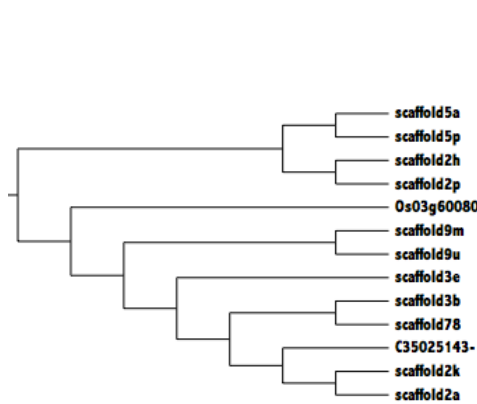 scaffold5a
scaffold5p
scaffold2h
scaffold2p
Os03g60080
scaffold9m
scaffold9u
scaffold3e
scaffold3b
scaffold78
C35025143-
scaffold2k
scaffold2a